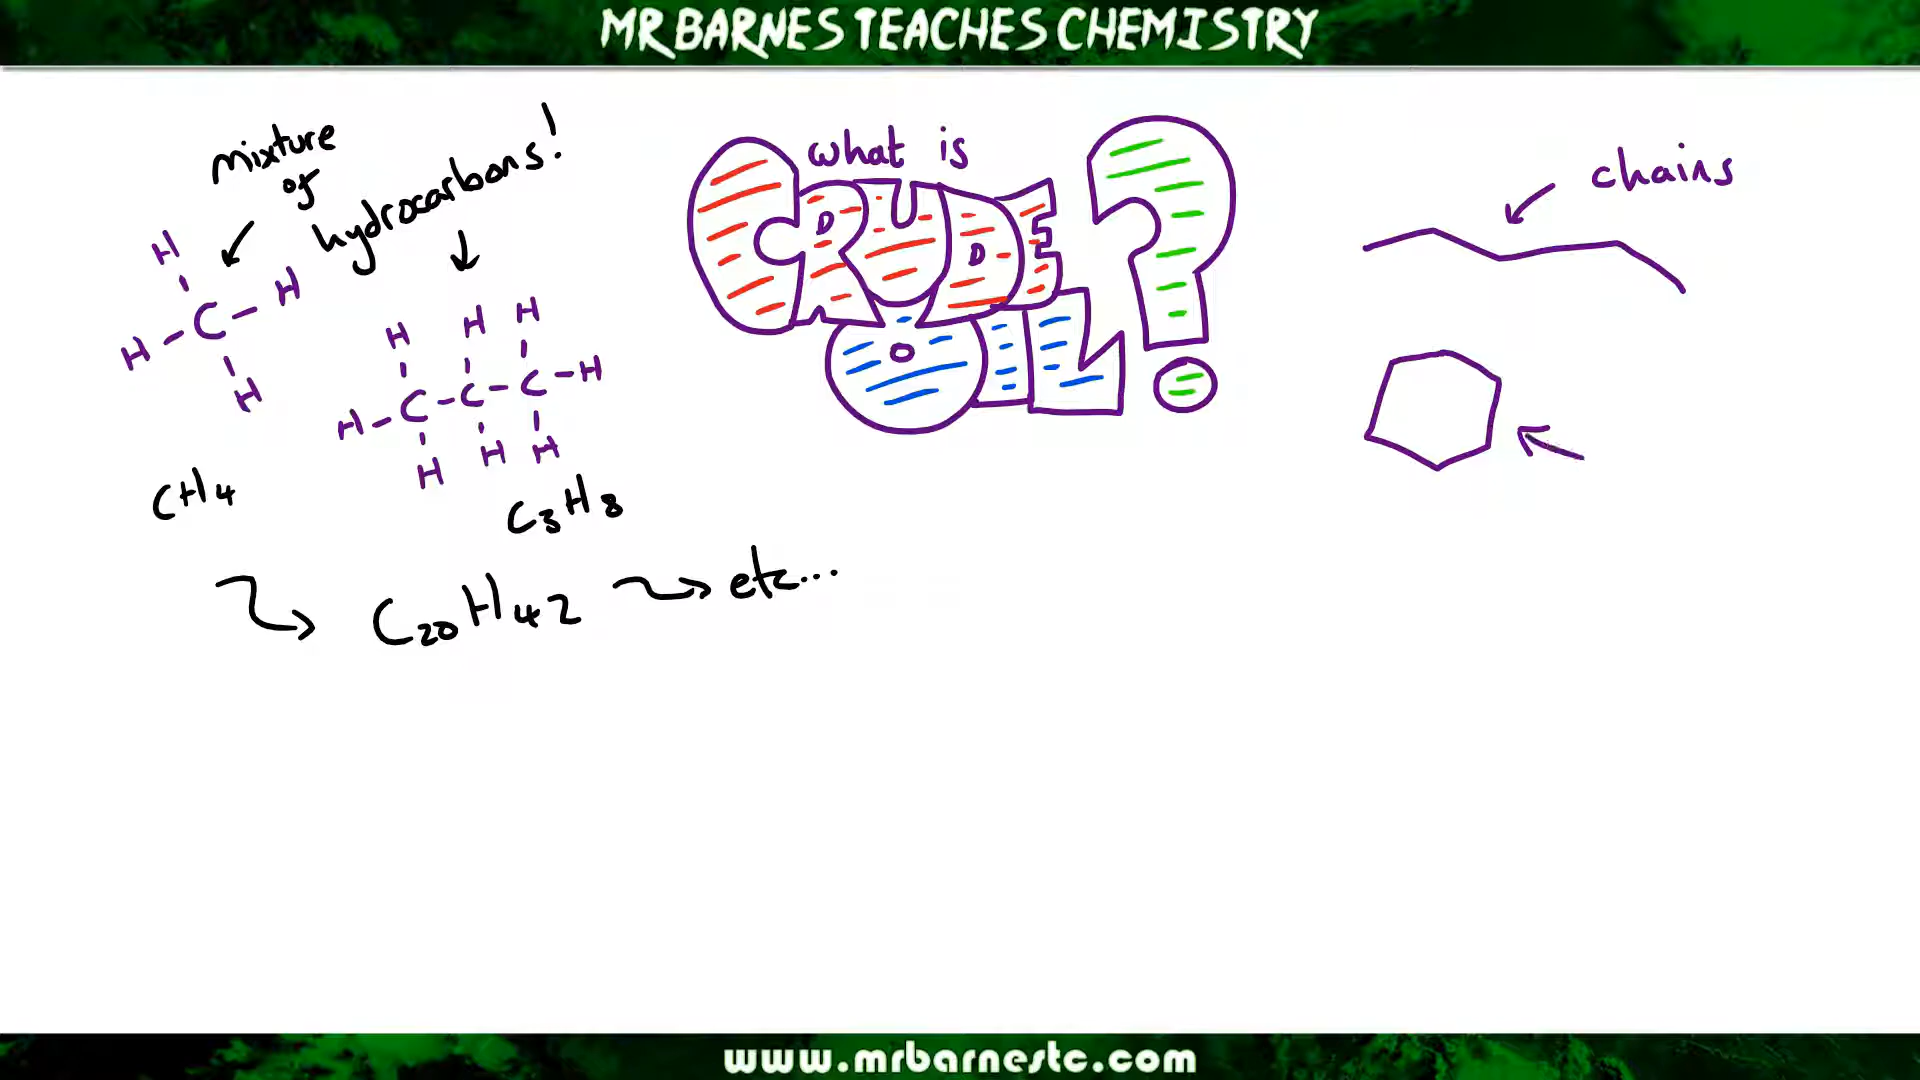 MR BARNES TEACHES CHEMISTRY
mixture
of
hydrocarbons!
H
H
H - C - H
H
H H H
H - C - C - C - H
H H H
CH4
C3H8
C20H42 etc...
what is
CRUDE
OIL?
chains
www.mrbarnestc.com